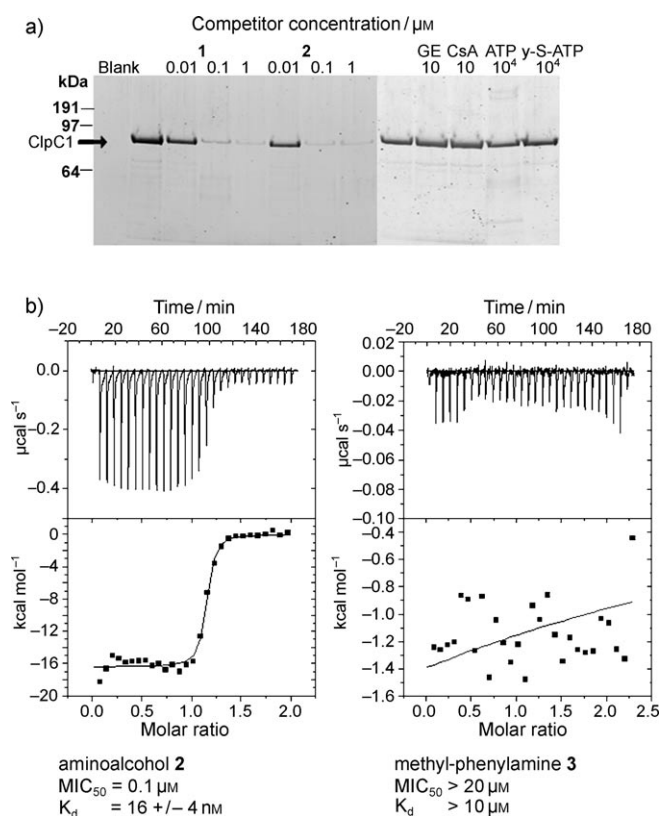 a) Competitor concentration / µM
1 2 GE CsA ATP y-S-ATP
Blank 0.01 0.1 1 0.01 0.1 1 10 10 10⁴ 10⁴
kDa
191
97
ClpC1
64
b)
Time / min
−20 20 60 100 140 180
0 40 80 120 160
0.0
−0.2
−0.4
µcal s⁻¹
0
−4
−8
−12
−16
−20
kcal mol⁻¹
0.0 0.5 1.0 1.5 2.0
Molar ratio
aminoalcohol 2
MIC₅₀ = 0.1 µM
Kd = 16 +/− 4 nM
Time / min
−20 20 60 100 140 180
0 40 80 120 160
0.02
0.00
−0.02
−0.04
−0.06
−0.08
−0.10
µcal s⁻¹
−0.4
−0.6
−0.8
−1.0
−1.2
−1.4
−1.6
kcal mol⁻¹
0.0 0.5 1.0 1.5 2.0 2.5
Molar ratio
methyl-phenylamine 3
MIC₅₀ > 20 µM
Kd > 10 µM